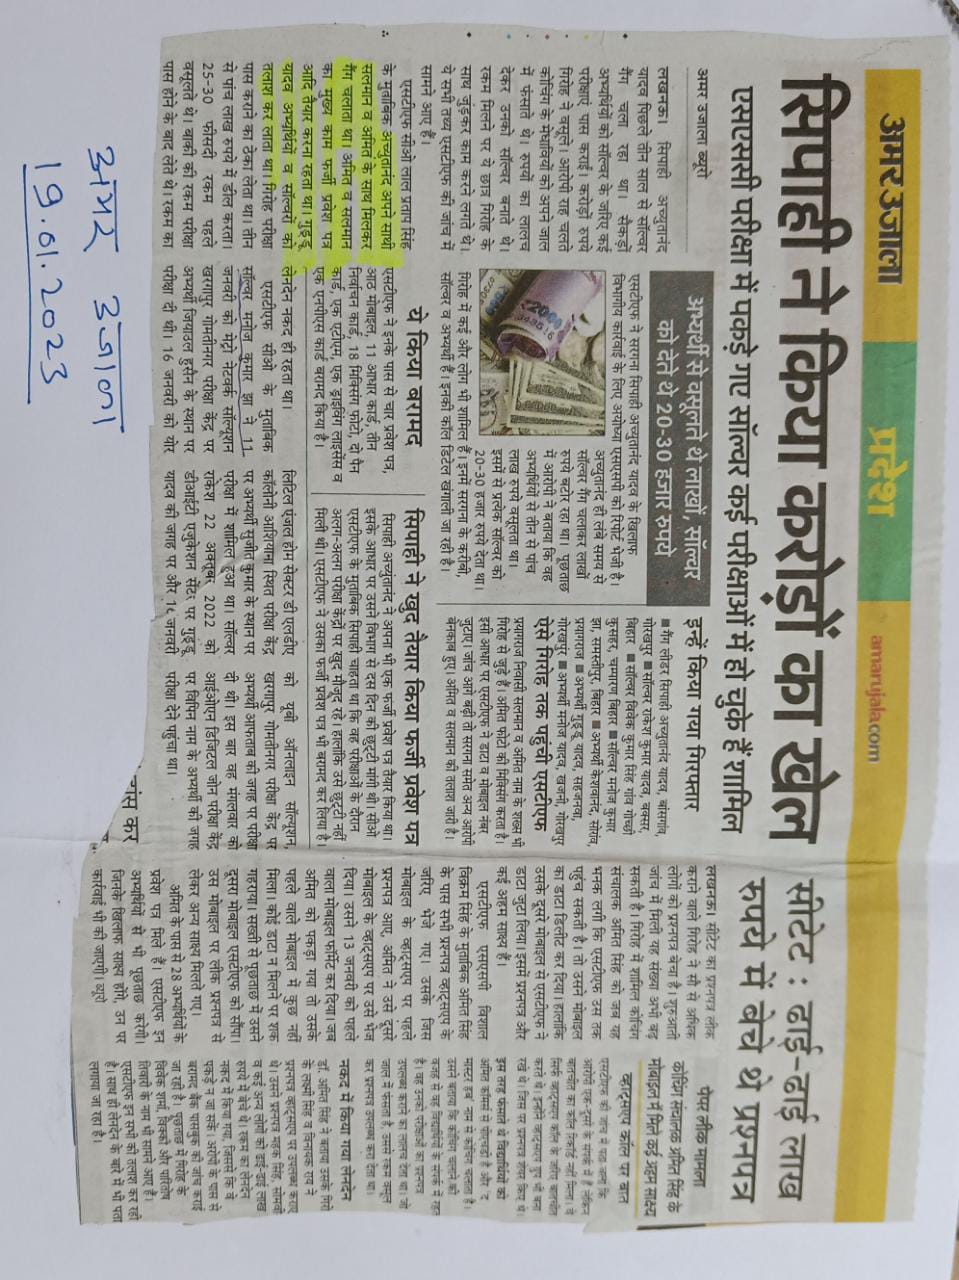 अमर उजाला
प्रदेश
amarujala.com
सिपाही ने किया करोड़ों का खेल
एसएससी परीक्षा में पकड़े गए सॉल्वर कई परीक्षाओं में हो चुके हैं शामिल
अमर उजाला ब्यूरो
लखनऊ। सिपाही अच्युतानंद
यादव पिछले तीन साल से सॉल्वर
गैंग चला रहा था। सैकड़ों
अभ्यर्थियों को सॉल्वर के जरिए कई
परीक्षाएं पास कराईं। करोड़ों रुपये
गिरोह ने वसूले। आरोपी राह चलते
कोचिंग के मेधावियों को अपने जाल
में फंसाते थे। रुपयों का लालच
देकर उनको सॉल्वर बनाते थे।
रकम मिलने पर ये छात्र गिरोह के
साथ जुंड़कर काम करने लगते थे।
ये सभी तथ्य एसटीएफ की जांच में
सामने आए हैं।
एसटीएफ सीओ लाल प्रताप सिंह
के मुताबिक अच्युतानंद अपने साथी
सलमान व अमित के साथ मिलकर
गैंग चलाता था। अमित व सलमान
का मुख्य काम फर्जी प्रवेश पत्र
आदि तैयार करना रहता था। गुड्डू
यादव अभ्यर्थियों व सॉल्वरों को
तलाश कर लाता था। गिरोह परीक्षा
पास कराने का ठेका लेता था। तीन
से पांच लाख रुपये में डील करता।
25-30 फीसदी रकम पहले
वसूलते थे। बाकी की रकम परीक्षा
पास होने के बाद लेते थे। रकम का
अभ्यर्थी से वसूलते थे लाखों, सॉल्वर
को देते थे 20-30 हजार रुपये
एसटीएफ ने सरगना सिपाही अच्युतानंद यादव के खिलाफ
विभागीय कार्रवाई के लिए अयोध्या एसएसपी को रिपोर्ट भेजी है।
अच्युतानंद ही लंबे समय से
सॉल्वर गैंग चलाकर लाखों
रुपये बटोर रहा था। पूछताछ
में आरोपी ने बताया कि वह
अभ्यर्थियों से तीन से पांच
लाख रुपये वसूलता था।
इसमें से प्रत्येक सॉल्वर को
20-30 हजार रुपये देता था।
गिरोह में कई और लोग भी शामिल हैं। इनमें सरगना के करीबी,
सॉल्वर व अभ्यर्थी हैं। इनकी कॉल डिटेल खंगाली जा रही है।
इन्हें किया गया गिरफ्तार
■ गैंग लीडर सिपाही अच्युतानंद यादव, बांसगांव,
गोरखपुर ■ सॉल्वर राकेश कुमार यादव, बक्सर,
बिहार ■ सॉल्वर विवेक कुमार सिंह गांव गोच्छी
कुसहर, चम्पारण बिहार ■ सॉल्वर मनोज कुमार
झा, समस्तीपुर, बिहार ■ अभ्यर्थी केशवानंद, सोरांव,
प्रयागराज ■ अभ्यर्थी गुड्डू यादव, सहजनवा,
गोरखपुर ■ अभ्यर्थी मनोज यादव, खजनी, गोरखपुर
ऐसे गिरोह तक पहुंची एसटीएफ
प्रयागराज निवासी सलमान व अमित नाम के शख्स भी
गिरोह से जुड़े हैं। अमित फोटो की मिक्सिंग करता है।
इसी आधार पर एसटीएफ ने डाटा व मोबाइल नंबर
जुटाए। जांच आगे बढ़ी तो सरगना समेत अन्य आरोपी
बेनकाब हुए। अमित व सलमान की तलाश जारी है।
ये किया बरामद
एसटीएफ ने इनके पास से चार प्रवेश पत्र,
आठ मोबाइल, 11 आधार कार्ड, तीन
निर्वाचन कार्ड, 18 मिक्सिंग फोटो, दो पैन
कार्ड, एक एटीएम, एक ड्राइविंग लाइसेंस व
एक एनपीएस कार्ड बरामद किया है।
सिपाही ने खुद तैयार किया फर्जी प्रवेश पत्र
सिपाही अच्युंतानंद ने अपना भी एक फर्जी प्रवेश पत्र तैयार किया था।
इसके आधार पर उसने विभाग से दस दिन की छुट्टी मांगी थी। सीओ
एसटीएफ के मुताबिक सिपाही चाहता था कि वह परीक्षाओं के दौरान
अलग-अलग परीक्षा केंद्रों पर खुद मौजूद रहे। हालांकि उसे छुट्टी नहीं
मिली थी। एसटीएफ ने उसका फर्जी प्रवेश पत्र भी बरामद कर लिया है।
लेनदेन नकद ही रहता था।
एसटीएफ सीओ के मुताबिक
सॉल्वर मनोज कुमार झा ने 11
जनवरी को मेट्रो नेटवर्क सॉल्यूशन
खरगापुर गोमतीनगर परीक्षा केंद्र पर
अभ्यर्थी जियाउल हुसैन के स्थान पर
परीक्षा दी थी। 16 जनवरी को योर
लिटिल एंजल होम सेक्टर डी एलडीए
कॉलोनी आशियाना स्थित परीक्षा केंद्र
पर अभ्यर्थी सुजीत कुमार के स्थान पर
परीक्षा में शामिल हुआ था। सॉल्वर
राकेश 22 अक्तूबर 2022 को
डीआईटी एजुकेशन सेंटर पर गुड्डू
यादव की जगह पर और 16 जनवरी
को यूबी ऑनलाइन सॉल्यूशन,
खरगापुर गोमतीनगर परीक्षा केंद्र पर
अभ्यर्थी आफताब की जगह पर परीक्षा
दी थी। इस बार वह मंगलवार को
आईओएन डिजिटल जोन परीक्षा केंद्र
पर विपिन नाम के अभ्यर्थी की जगह
परीक्षा देने पहुंचा था।
सीटेट : ढाई-ढाई लाख
रुपये में बेचे थे प्रश्नपत्र
लखनऊ। सीटेट का प्रश्नपत्र लीक
कराने वाले गिरोह ने सौ से अधिक
लोगों को प्रश्नपत्र बेचा है। शुरुआती
जांच में मिली यह संख्या अभी बढ़
सकती है। गिरोह में शामिल कोचिंग
संचालक अमित सिंह को जब यह
भनक लगी कि एसटीएफ उस तक
पहुंच सकती है। तो उसने मोबाइल
का डाटा डिलीट कर दिया। हालांकि
उसके दूसरे मोबाइल से एसटीएफ ने
डाटा जुटा लिया। इसमें प्रश्नपत्र और
कई अहम साक्ष्य हैं।
एसटीएफ एसएसपी विशाल
विक्रम सिंह के मुताबिक अमित सिंह
के पास सभी प्रश्नपत्र व्हाट्सएप के
जरिए भेजे गए। उसके जिस
मोबाइल के व्हाट्सएप पर पहले
प्रश्नपत्र आए, अमित ने उसे दूसरे
मोबाइल के व्हाट्सएप पर उसे भेज
दिया। उसने 13 जनवरी को पहले
वाला मोबाइल फॉर्मेट कर दिया। जब
अमित को पकड़ा गया तो उसके
पहले वाले मोबाइल में कुछ नहीं
मिला। कोई डाटा न मिलने पर शक
गहराया। सख्ती से पूछताछ में उसने
दूसरा मोबाइल एसटीएफ को सौंपा।
उस मोबाइल पर लीक प्रश्नपत्र से
लेकर अन्य साक्ष्य मिलते गए।
अमित के पास से 28 अभ्यर्थियों के
प्रवेश पत्र मिले हैं। एसटीएफ इन
अभ्यर्थियों से भी पूछताछ करेगी।
जिनके खिलाफ साक्ष्य होंगे, उन पर
कार्रवाई भी की जाएगी। ब्यूरो
पेपर लीक मामला
कोचिंग संचालक अमित सिंह के
मोबाइल में मिले कई अहम साक्ष्य
व्हाट्सएप कॉल पर बात
एसटीएफ की जांच में पता चला कि
आरोपी एक-दूसरे के संपर्क में हैं लेकिन
बातचीत का कॉल रिकॉर्ड नहीं मिला। वे
सिर्फ व्हाट्सएप कॉल के जरिए बातचीत
करते थे। इन्होंने व्हाट्सएप ग्रुप भी बना
रखे थे। जिस पर प्रश्नपत्र शेयर किए थे।
इस तरह फंसाते थे विद्यार्थियों को
अमित कॉमर्स से पीएचडी है और 'द
मास्टर हब' नाम से कोचिंग चलाता है।
उसने बताया कि कोचिंग चलाने की
वजह से वह विद्यार्थियों के संपर्क में रहत
है। वह उनको परीक्षाओं का प्रश्नपत्र
उपलब्ध कराने का लालच देता था। जो
जाल में फंसता है, उससे रकम वसूल
कर प्रश्नपत्र उपलब्ध करा देता था।
नकद में किया गया लेनदेन
डॉ. अमित सिंह ने बताया उसके गिरो
के लक्ष्मी सिंह व विनायक राय ने
प्रश्नपत्र व्हाट्सएप पर उपलब्ध कराए
थे। उसने प्रश्नपत्र महक सिंह, सोमवी
व कई अन्य लोगों को ढाई-ढाई लाख
रुपये में बेचे थे। रकम का लेनदेन
नकद में किया गया, जिससे कि वे
पकड़े न जा सकें। आरोपी के पास से
बरामद बैंक पासबुक की जांच कराई
जा रही है। पूछताछ में गिरोह के
विवेक शर्मा, विक्की और पारितोष
तिवारी के नाम भी सामने आए हैं।
एसटीएफ इन सभी की तलाश कर रही
है। साथ ही लेनदेन के बारे में भी पता
लगाया जा रहा है।
कर
अमर उजाला
19.01.2023